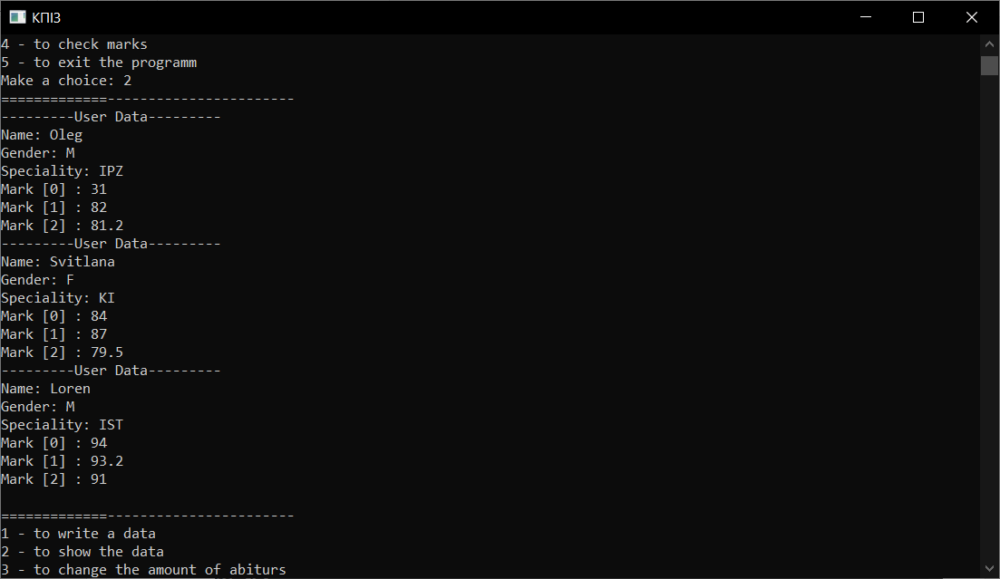 КПІЗ
4 - to check marks
5 - to exit the programm
Make a choice: 2
=============-----------------------
---------User Data---------
Name: Oleg
Gender: M
Speciality: IPZ
Mark [0] : 31
Mark [1] : 82
Mark [2] : 81.2
---------User Data---------
Name: Svitlana
Gender: F
Speciality: KI
Mark [0] : 84
Mark [1] : 87
Mark [2] : 79.5
---------User Data---------
Name: Loren
Gender: M
Speciality: IST
Mark [0] : 94
Mark [1] : 93.2
Mark [2] : 91
=============-----------------------
1 - to write a data
2 - to show the data
3 - to change the amount of abiturs